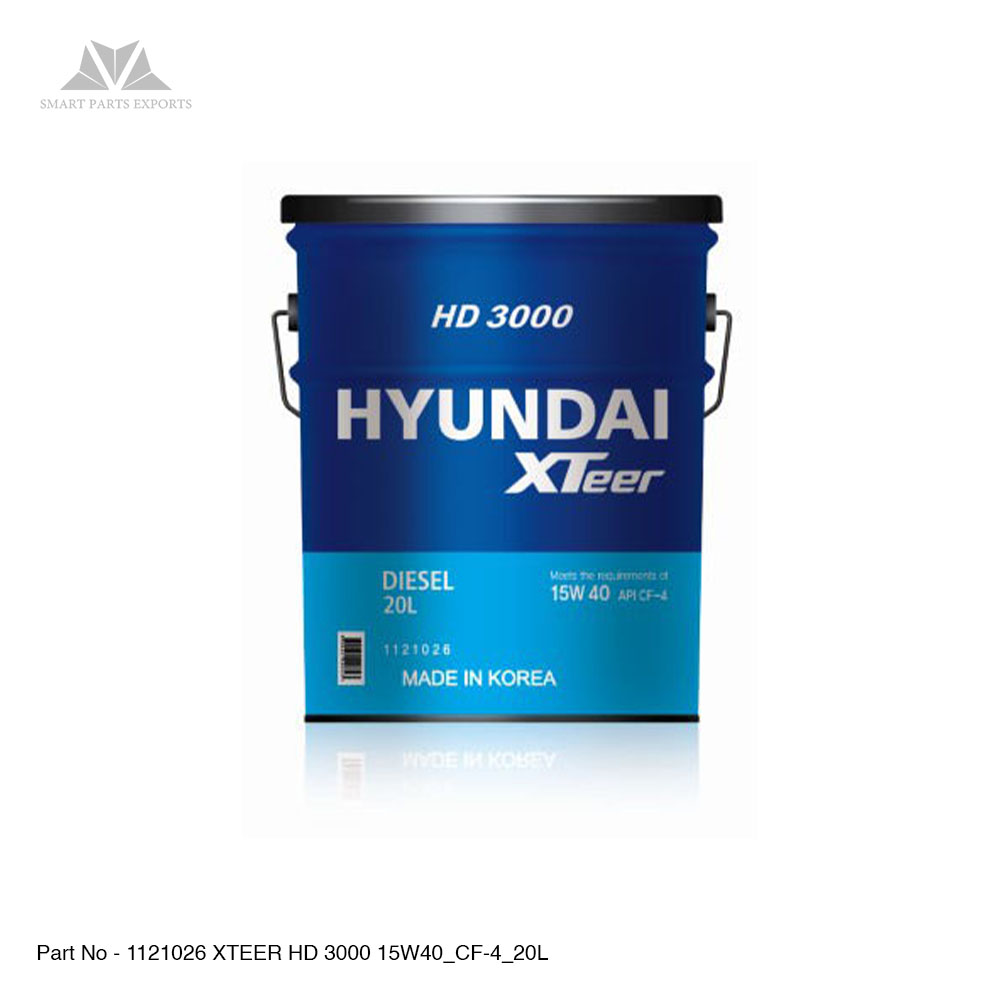 SMART PARTS EXPORTS
HD 3000
HYUNDAI
XTeer
DIESEL
20L
Meets the requirements of
15W 40 API CF-4
1121026
MADE IN KOREA
Part No - 1121026 XTEER HD 3000 15W40_CF-4_20L